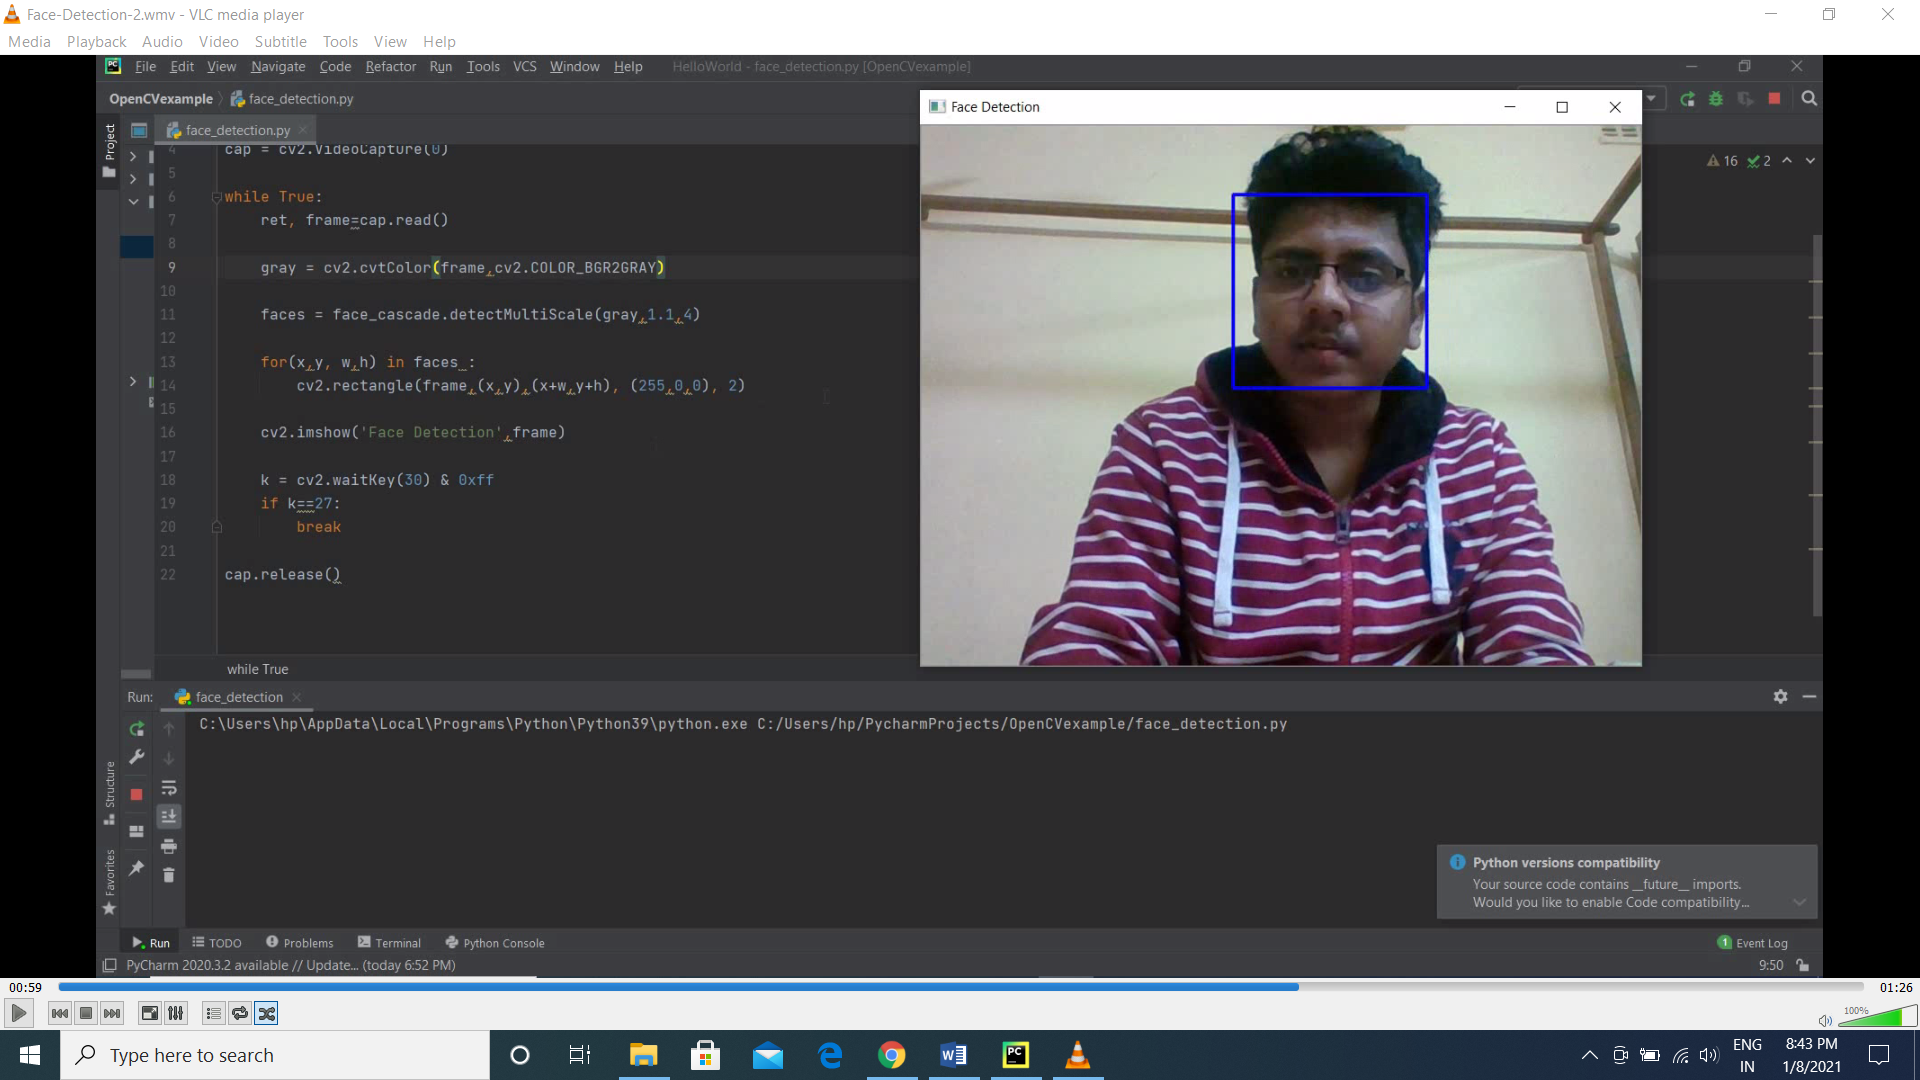 Face-Detection-2.wmv - VLC media player
Media Playback Audio Video Subtitle Tools View Help
File Edit View Navigate Code Refactor Run Tools VCS Window Help HelloWorld - face_detection.py [OpenCVexample]
OpenCVexample face_detection.py
Face Detection
Project
face_detection.py
16 2
4 cap = cv2.VideoCapture(0)
5
6 while True:
7 ret, frame=cap.read()
8
9 gray = cv2.cvtColor(frame,cv2.COLOR_BGR2GRAY)
10
11 faces = face_cascade.detectMultiScale(gray,1.1,4)
12
13 for(x,y, w,h) in faces :
14 cv2.rectangle(frame,(x,y),(x+w,y+h), (255,0,0), 2)
15
16 cv2.imshow('Face Detection',frame)
17
18 k = cv2.waitKey(30) & 0xff
19 if k==27:
20 break
21
22 cap.release()
while True
Run: face_detection
C:\Users\hp\AppData\Local\Programs\Python\Python39\python.exe C:/Users/hp/PycharmProjects/OpenCVexample/face_detection.py
Structure
Favorites
Python versions compatibility
Your source code contains __future__ imports.
Would you like to enable Code compatibility...
Run TODO Problems Terminal Python Console 1 Event Log
PyCharm 2020.3.2 available // Update... (today 6:52 PM) 9:50
00:59 01:26
100%
Type here to search
ENG
IN
8:43 PM
1/8/2021